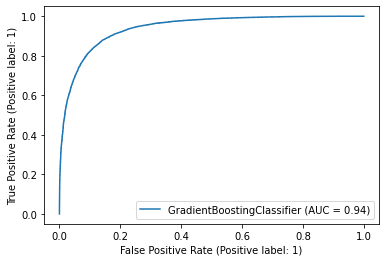 1.0
0.8
0.6
0.4
0.2
0.0
True Positive Rate (Positive label: 1)
GradientBoostingClassifier (AUC = 0.94)
0.0 0.2 0.4 0.6 0.8 1.0
False Positive Rate (Positive label: 1)